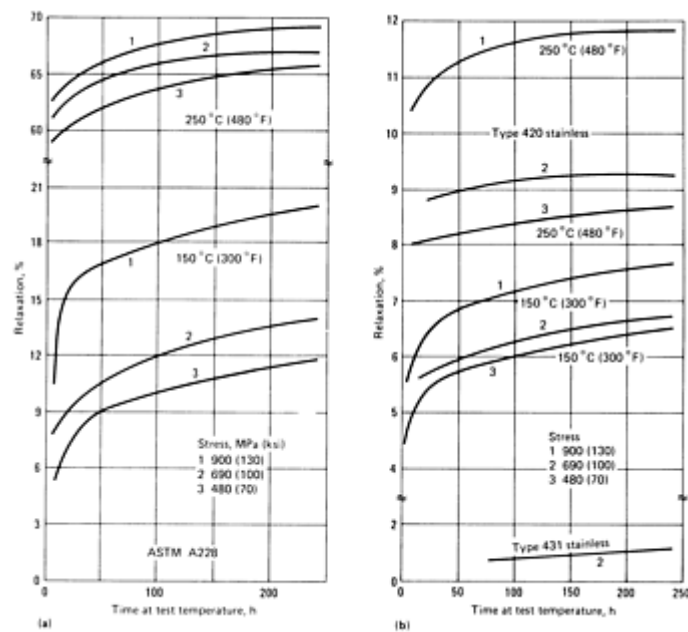 70
65
60
21
18
15
12
9
6
3
0
Relaxation, %
1
2
3
250 °C (480 °F)
1
150 °C (300 °F)
2
3
Stress, MPa (ksi)
1 900 (130)
2 690 (100)
3 480 (70)
ASTM A228
0
100
200
Time at test temperature, h
(a)
12
11
10
9
8
7
6
5
4
2
0
Relaxation, %
1
250 °C (480 °F)
Type 420 stainless
2
3
250 °C (480 °F)
1
150 °C (300 °F)
2
150 °C (300 °F)
3
Stress
1 900 (130)
2 690 (100)
3 480 (70)
Type 431 stainless
2
0
50
100
150
200
250
Time at test temperature, h
(b)